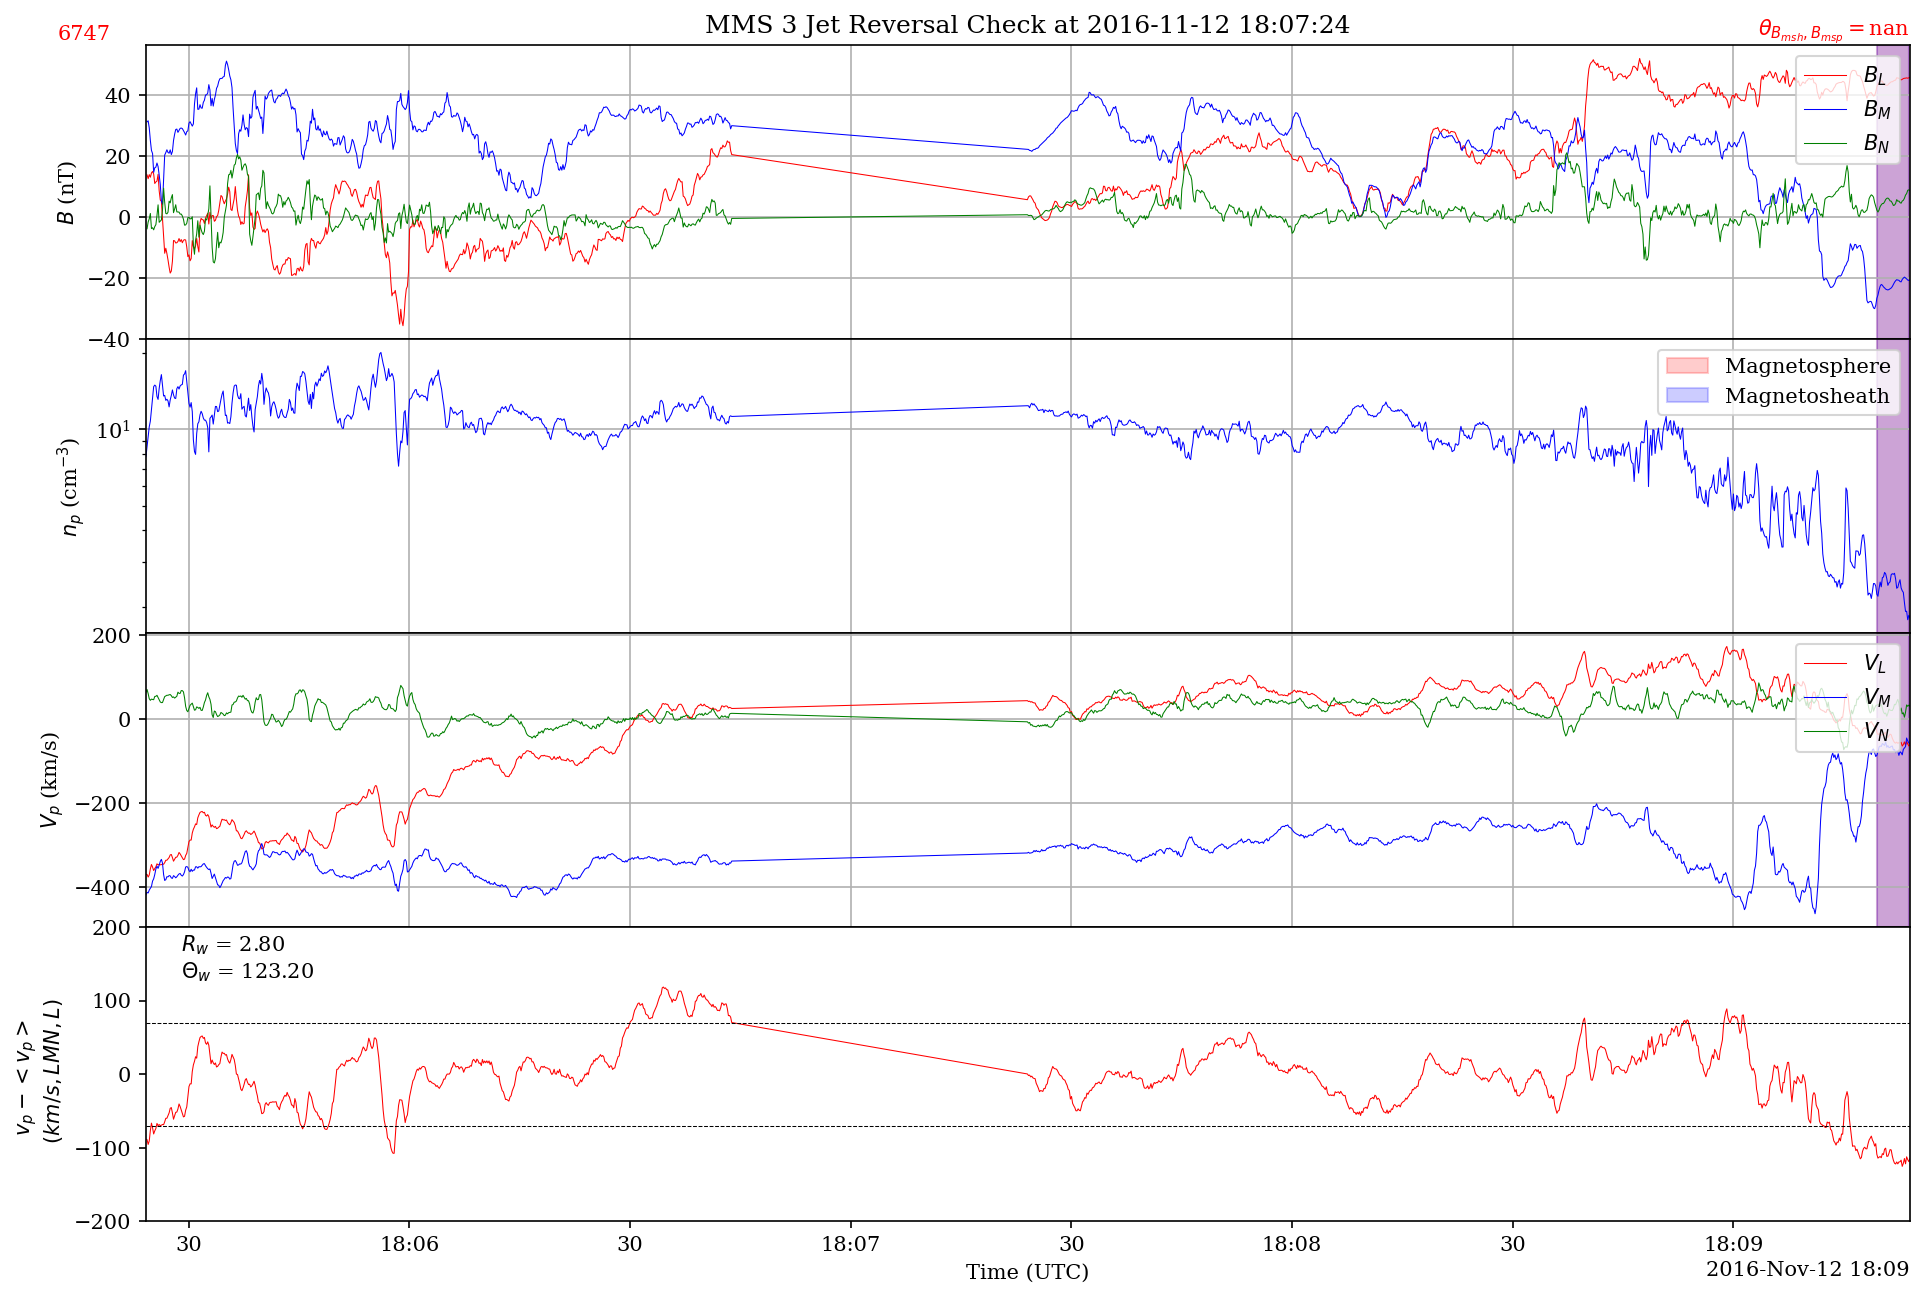 MMS 3 Jet Reversal Check at 2016-11-12 18:07:24
6747
θ_{B_{msh}, B_{msp}} = nan
B_L
B_M
B_N
40
20
0
−20
−40
B (nT)
Magnetosphere
Magnetosheath
10^1
n_p (cm^{−3})
V_L
V_M
V_N
200
0
−200
−400
V_p (km/s)
R_w = 2.80
Θ_w = 123.20
200
100
0
−100
−200
v_p − < v_p >
(km/s, LMN, L)
30 18:06 30 18:07 30 18:08 30 18:09
Time (UTC)
2016-Nov-12 18:09